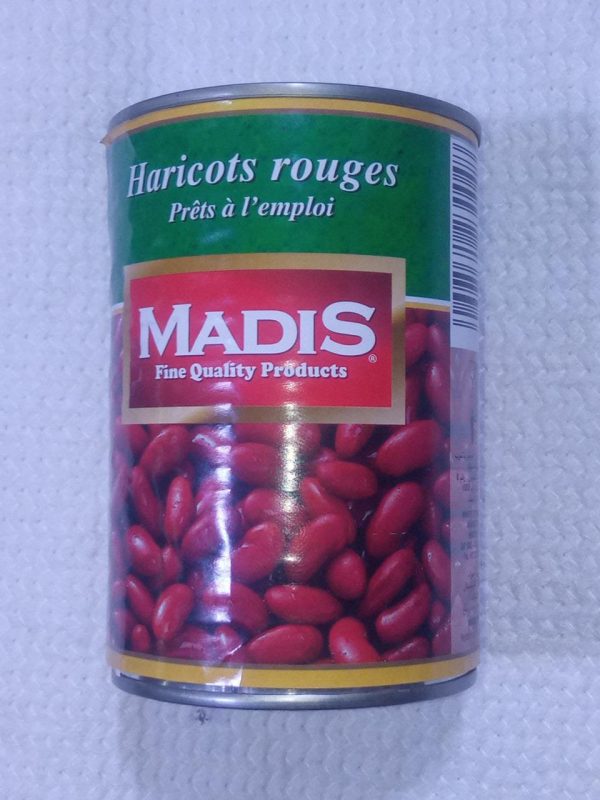 Haricots rouges
Prêts à l'emploi
MADIS®
Fine Quality Products